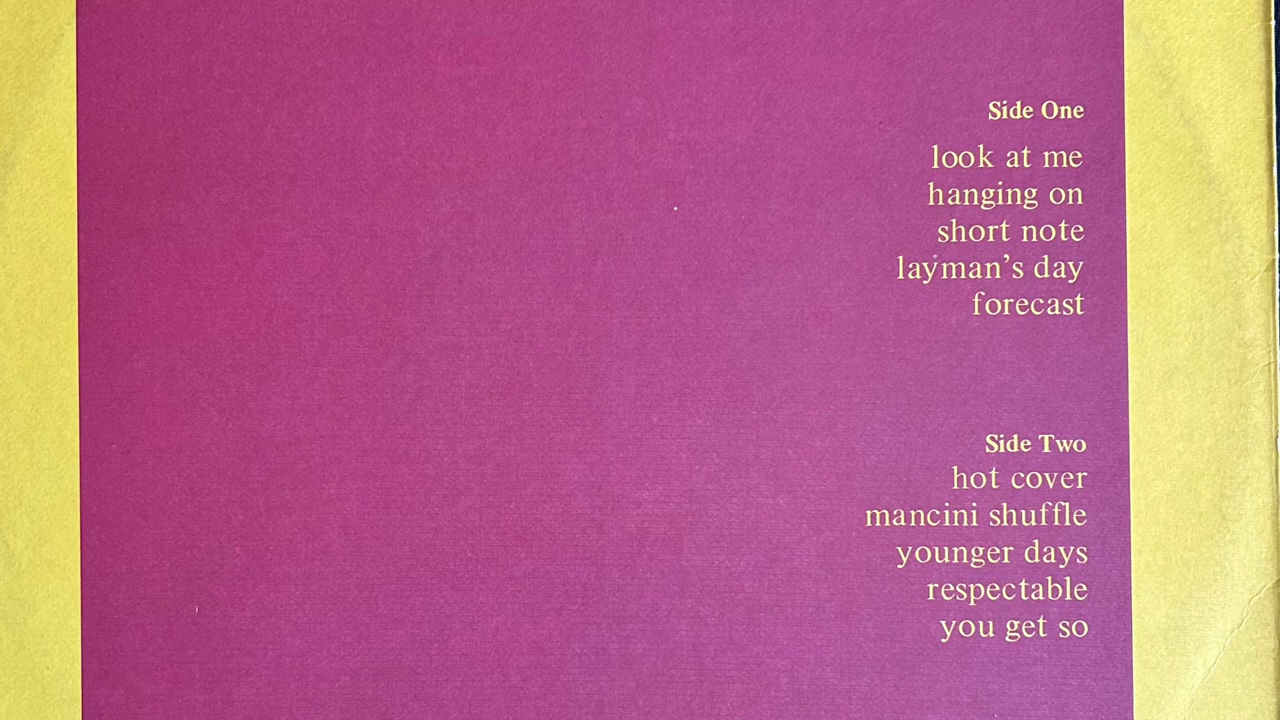 Side One
look at me
hanging on
short note
layman's day
forecast
Side Two
hot cover
mancini shuffle
younger days
respectable
you get so